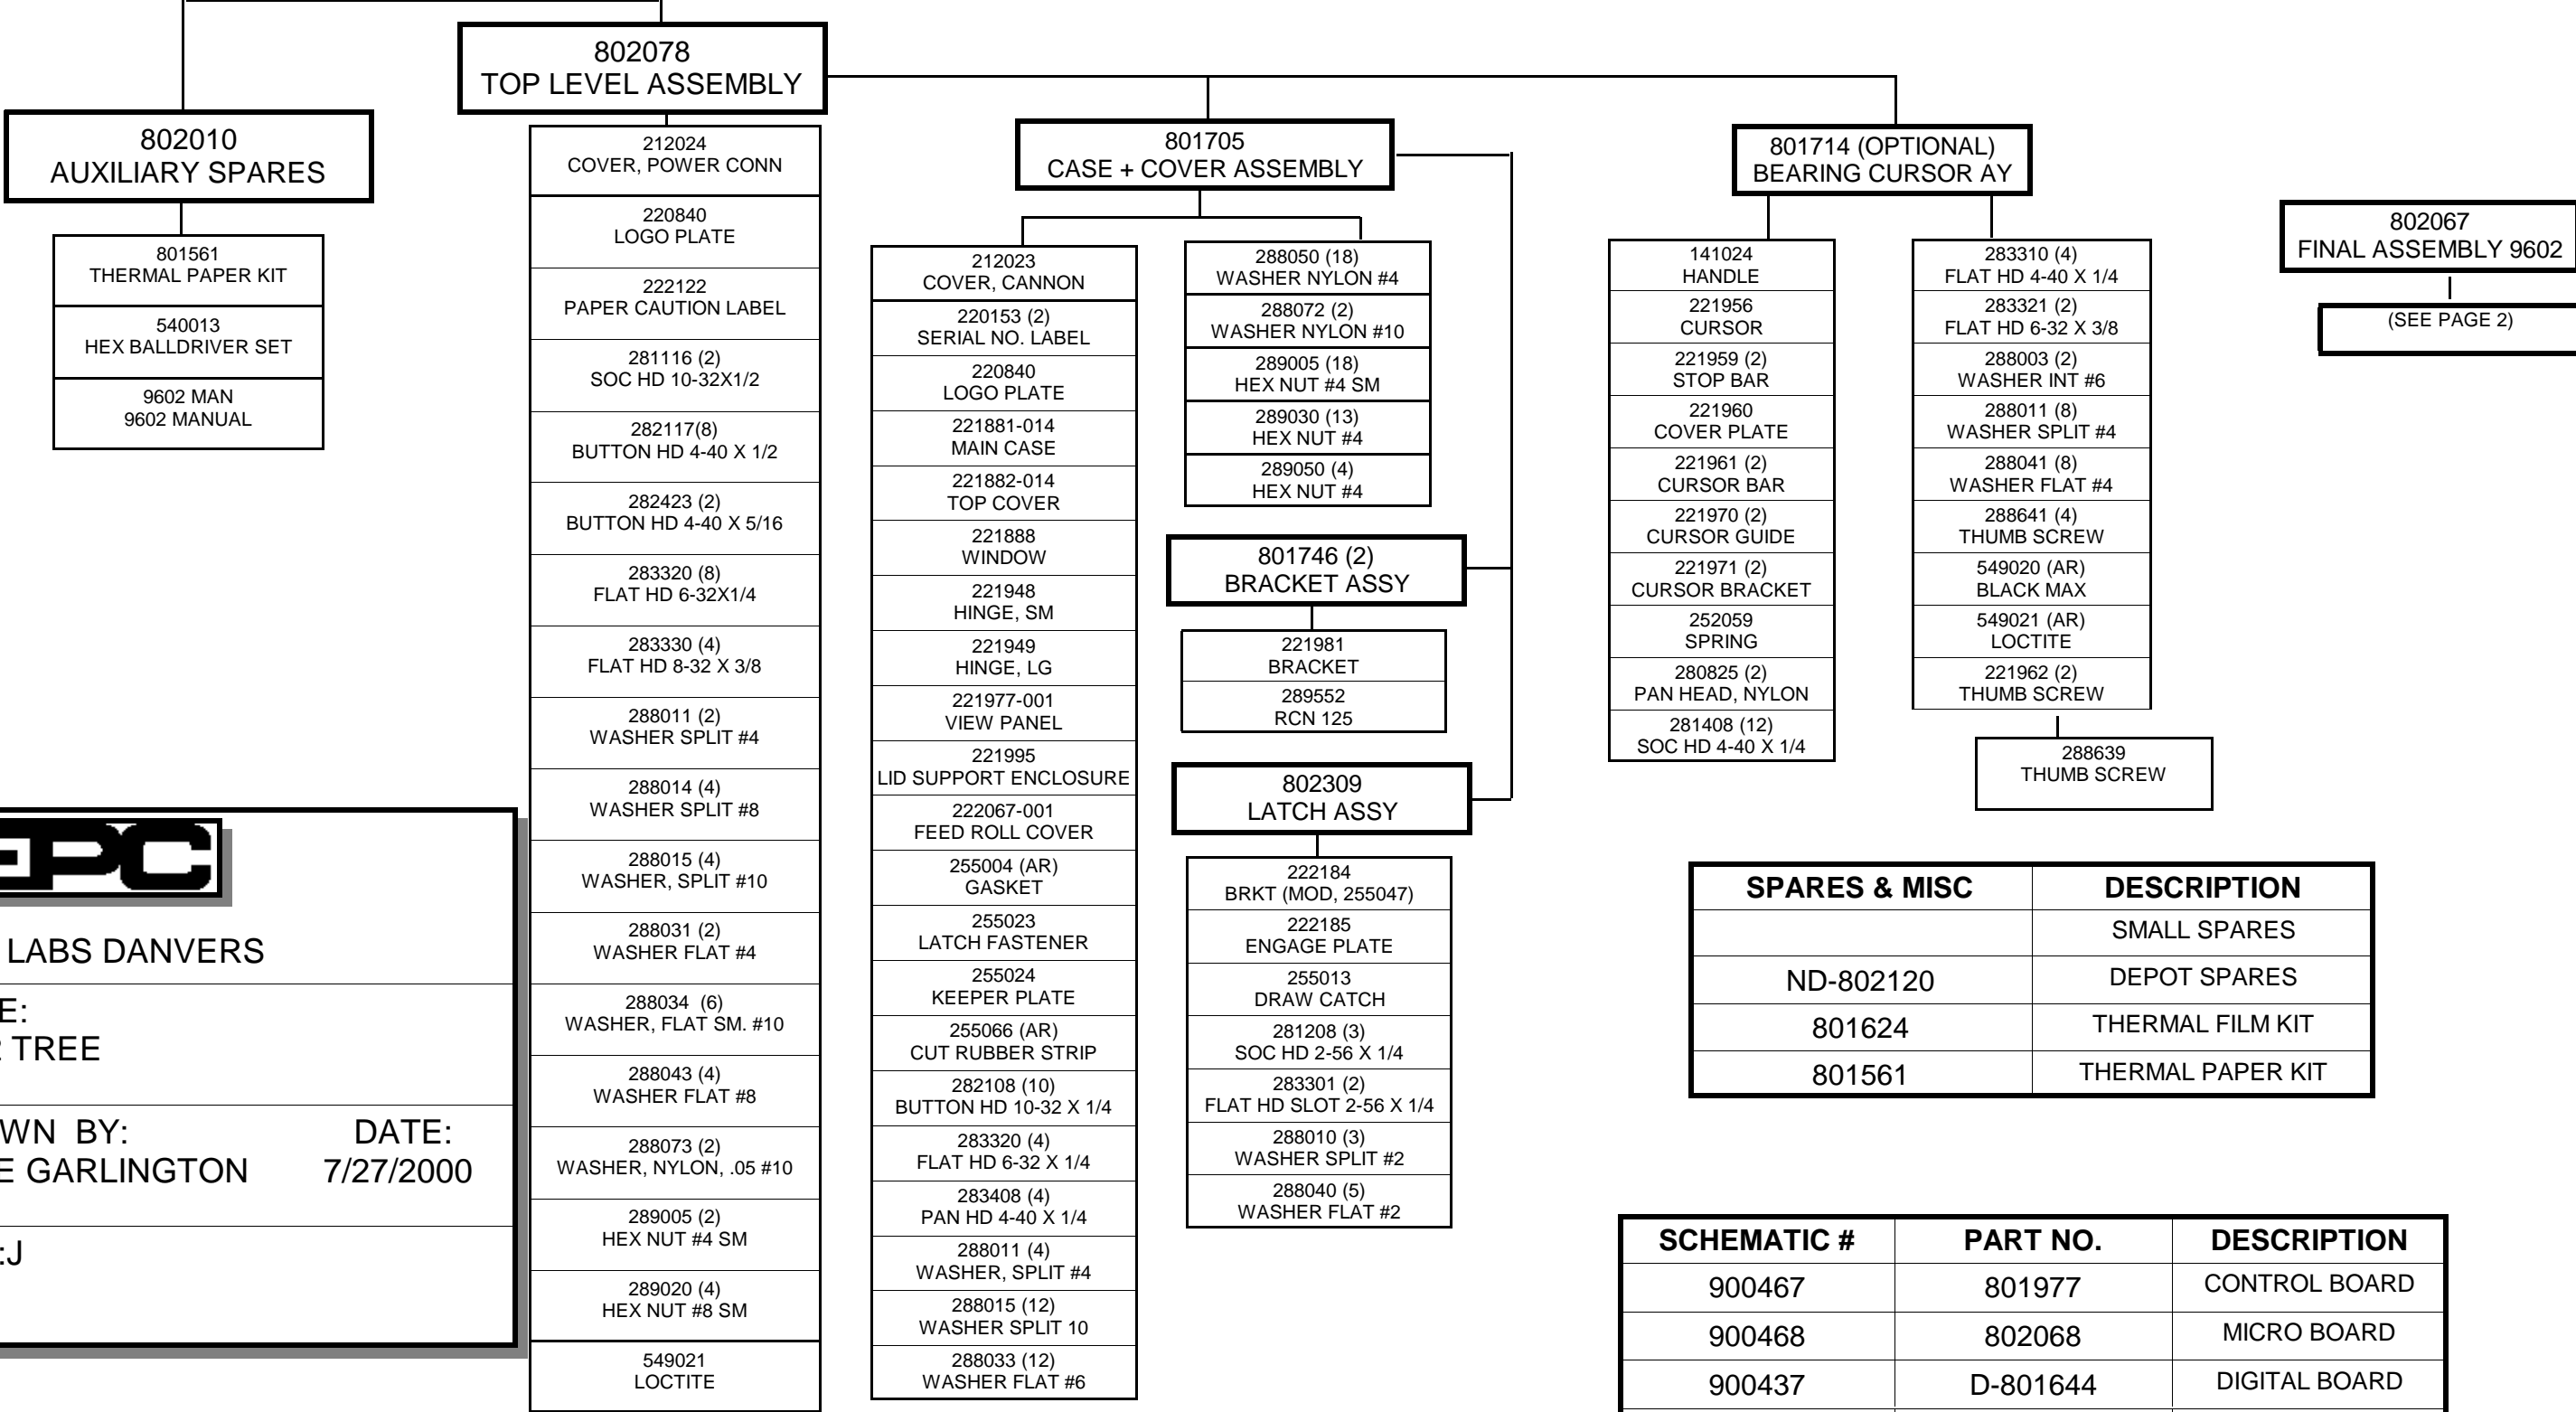 802078
TOP LEVEL ASSEMBLY
802010
AUXILIARY SPARES
801561
THERMAL PAPER KIT
540013
HEX BALLDRIVER SET
9602 MAN
9602 MANUAL
212024
COVER, POWER CONN
220840
LOGO PLATE
222122
PAPER CAUTION LABEL
281116 (2)
SOC HD 10-32X1/2
282117(8)
BUTTON HD 4-40 X 1/2
282423 (2)
BUTTON HD 4-40 X 5/16
283320 (8)
FLAT HD 6-32X1/4
283330 (4)
FLAT HD 8-32 X 3/8
288011 (2)
WASHER SPLIT #4
288014 (4)
WASHER SPLIT #8
288015 (4)
WASHER, SPLIT #10
288031 (2)
WASHER FLAT #4
288034 (6)
WASHER, FLAT SM. #10
288043 (4)
WASHER FLAT #8
288073 (2)
WASHER, NYLON, .05 #10
289005 (2)
HEX NUT #4 SM
289020 (4)
HEX NUT #8 SM
549021
LOCTITE
801705
CASE + COVER ASSEMBLY
212023
COVER, CANNON
220153 (2)
SERIAL NO. LABEL
220840
LOGO PLATE
221881-014
MAIN CASE
221882-014
TOP COVER
221888
WINDOW
221948
HINGE, SM
221949
HINGE, LG
221977-001
VIEW PANEL
221995
LID SUPPORT ENCLOSURE
222067-001
FEED ROLL COVER
255004 (AR)
GASKET
255023
LATCH FASTENER
255024
KEEPER PLATE
255066 (AR)
CUT RUBBER STRIP
282108 (10)
BUTTON HD 10-32 X 1/4
283320 (4)
FLAT HD 6-32 X 1/4
283408 (4)
PAN HD 4-40 X 1/4
288011 (4)
WASHER, SPLIT #4
288015 (12)
WASHER SPLIT 10
288033 (12)
WASHER FLAT #6
288050 (18)
WASHER NYLON #4
288072 (2)
WASHER NYLON #10
289005 (18)
HEX NUT #4 SM
289030 (13)
HEX NUT #4
289050 (4)
HEX NUT #4
801746 (2)
BRACKET ASSY
221981
BRACKET
289552
RCN 125
802309
LATCH ASSY
222184
BRKT (MOD, 255047)
222185
ENGAGE PLATE
255013
DRAW CATCH
281208 (3)
SOC HD 2-56 X 1/4
283301 (2)
FLAT HD SLOT 2-56 X 1/4
288010 (3)
WASHER SPLIT #2
288040 (5)
WASHER FLAT #2
801714 (OPTIONAL)
BEARING CURSOR AY
141024
HANDLE
221956
CURSOR
221959 (2)
STOP BAR
221960
COVER PLATE
221961 (2)
CURSOR BAR
221970 (2)
CURSOR GUIDE
221971 (2)
CURSOR BRACKET
252059
SPRING
280825 (2)
PAN HEAD, NYLON
281408 (12)
SOC HD 4-40 X 1/4
283310 (4)
FLAT HD 4-40 X 1/4
283321 (2)
FLAT HD 6-32 X 3/8
288003 (2)
WASHER INT #6
288011 (8)
WASHER SPLIT #4
288041 (8)
WASHER FLAT #4
288641 (4)
THUMB SCREW
549020 (AR)
BLACK MAX
549021 (AR)
LOCTITE
221962 (2)
THUMB SCREW
288639
THUMB SCREW
802067
FINAL ASSEMBLY 9602
(SEE PAGE 2)
EPC
LABS DANVERS
E:
TREE
WN BY: DATE:
E GARLINGTON 7/27/2000
:J
SPARES & MISC DESCRIPTION
SMALL SPARES
ND-802120 DEPOT SPARES
801624 THERMAL FILM KIT
801561 THERMAL PAPER KIT
SCHEMATIC # PART NO. DESCRIPTION
900467 801977 CONTROL BOARD
900468 802068 MICRO BOARD
900437 D-801644 DIGITAL BOARD